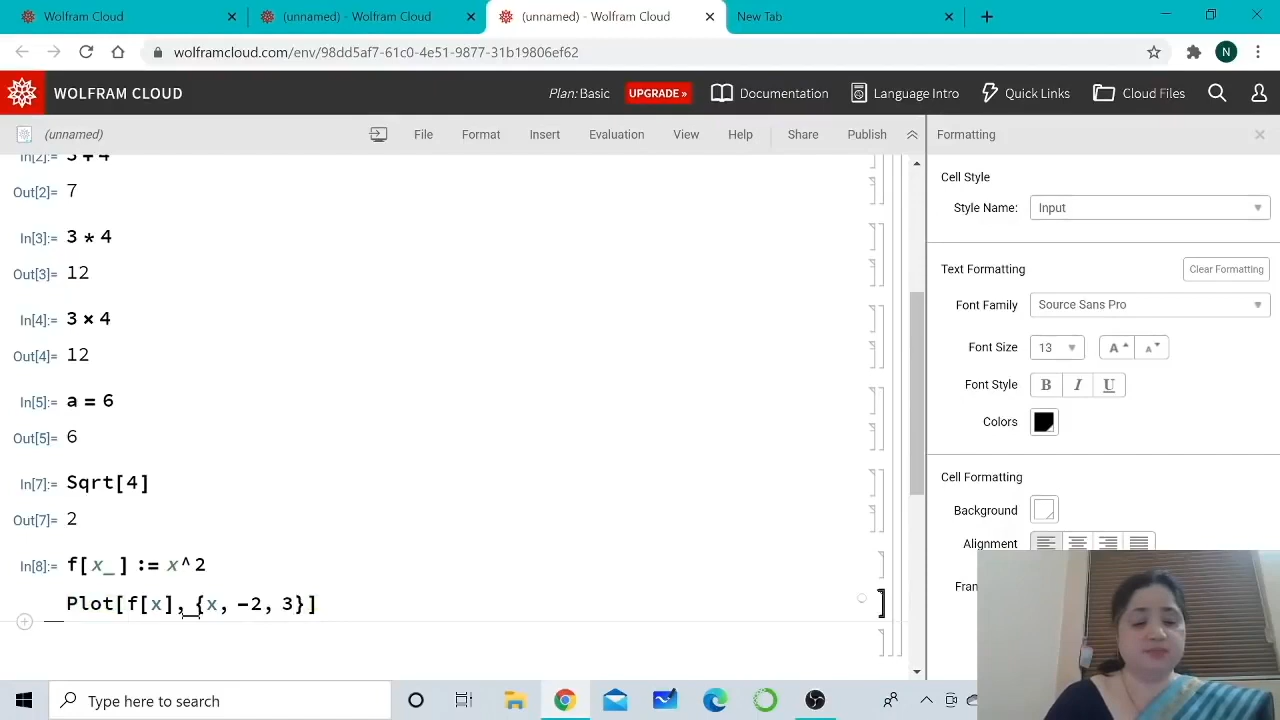 Wolfram Cloud
(unnamed) - Wolfram Cloud
(unnamed) - Wolfram Cloud
New Tab
wolframcloud.com/env/98dd5af7-61c0-4e51-9877-31b19806ef62
N
WOLFRAM CLOUD
Plan: Basic
UPGRADE »
Documentation
Language Intro
Quick Links
Cloud Files
(unnamed)
File
Format
Insert
Evaluation
View
Help
Share
Publish
Formatting
In[2]:= 3 + 4
Out[2]= 7
In[3]:= 3 * 4
Out[3]= 12
In[4]:= 3 × 4
Out[4]= 12
In[5]:= a = 6
Out[5]= 6
In[7]:= Sqrt[4]
Out[7]= 2
In[8]:= f[x_] := x^2
Plot[f[x], {x, -2, 3}]
Cell Style
Style Name: Input
Text Formatting
Clear Formatting
Font Family Source Sans Pro
Font Size 13 A A
Font Style B I U
Colors
Cell Formatting
Background
Alignment
Type here to search